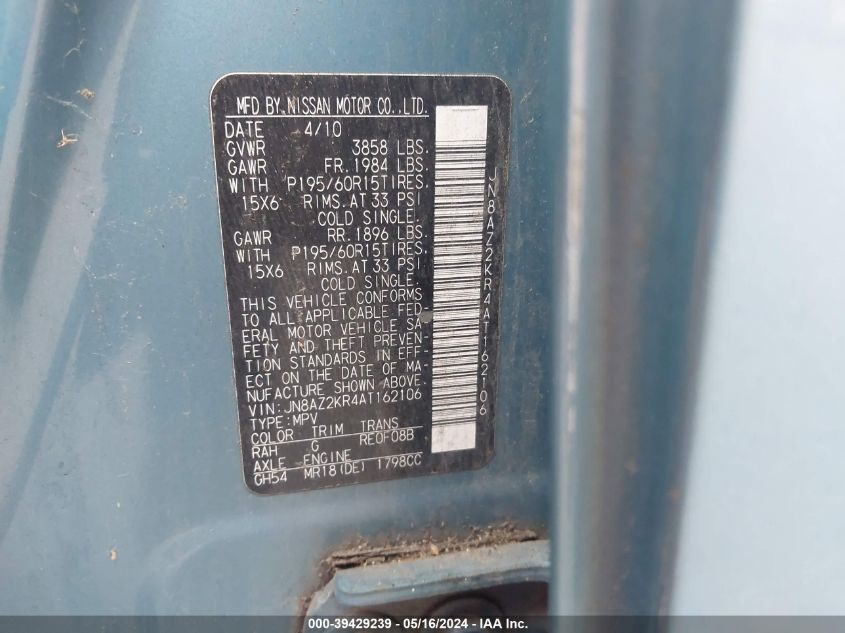 MFD BY NISSAN MOTOR CO.,LTD.
DATE 4/10
GVWR 3858 LBS.
GAWR FR. 1984 LBS.
WITH P195/60R15TIRES.
15X6 RIMS. AT 33 PSI
COLD SINGLE.
GAWR RR. 1896 LBS.
WITH P195/60R15TIRES.
15X6 RIMS. AT 33 PSI
COLD SINGLE.
THIS VEHICLE CONFORMS
TO ALL APPLICABLE FED-
ERAL MOTOR VEHICLE SA-
FETY AND THEFT PREVEN-
TION STANDARDS IN EFF-
ECT ON THE DATE OF MA-
NUFACTURE SHOWN ABOVE.
VIN: JN8AZ2KR4AT162106
TYPE: MPV
COLOR TRIM TRANS
RAH G RE0F08B
AXLE ENGINE
GH54 MR18(DE) 1798CC
JN8AZ2KR4AT162106
000-39429239 - 05/16/2024 - IAA Inc.